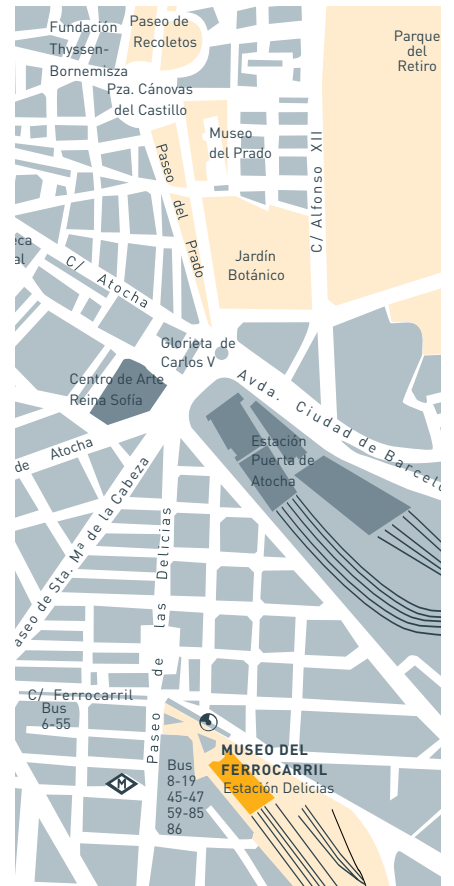 Fundación
Thyssen-
Bornemisza
Paseo de
Recoletos
Parque
del
Retiro
Pza. Cánovas
del Castillo
Museo
del Prado
C/ Alfonso XII
Paseo del Prado
Jardín
Botánico
C/ Atocha
Glorieta de
Carlos V
Centro de Arte
Reina Sofía
Avda. Ciudad de Barcelo
Estación
Puerta de
Atocha
de Atocha
aseo de Sta. Mª de la Cabeza
Paseo de las Delicias
C/ Ferrocarril
Bus
6-55
MUSEO DEL
FERROCARRIL
Estación Delicias
Bus
8-19
45-47
59-85
86
M